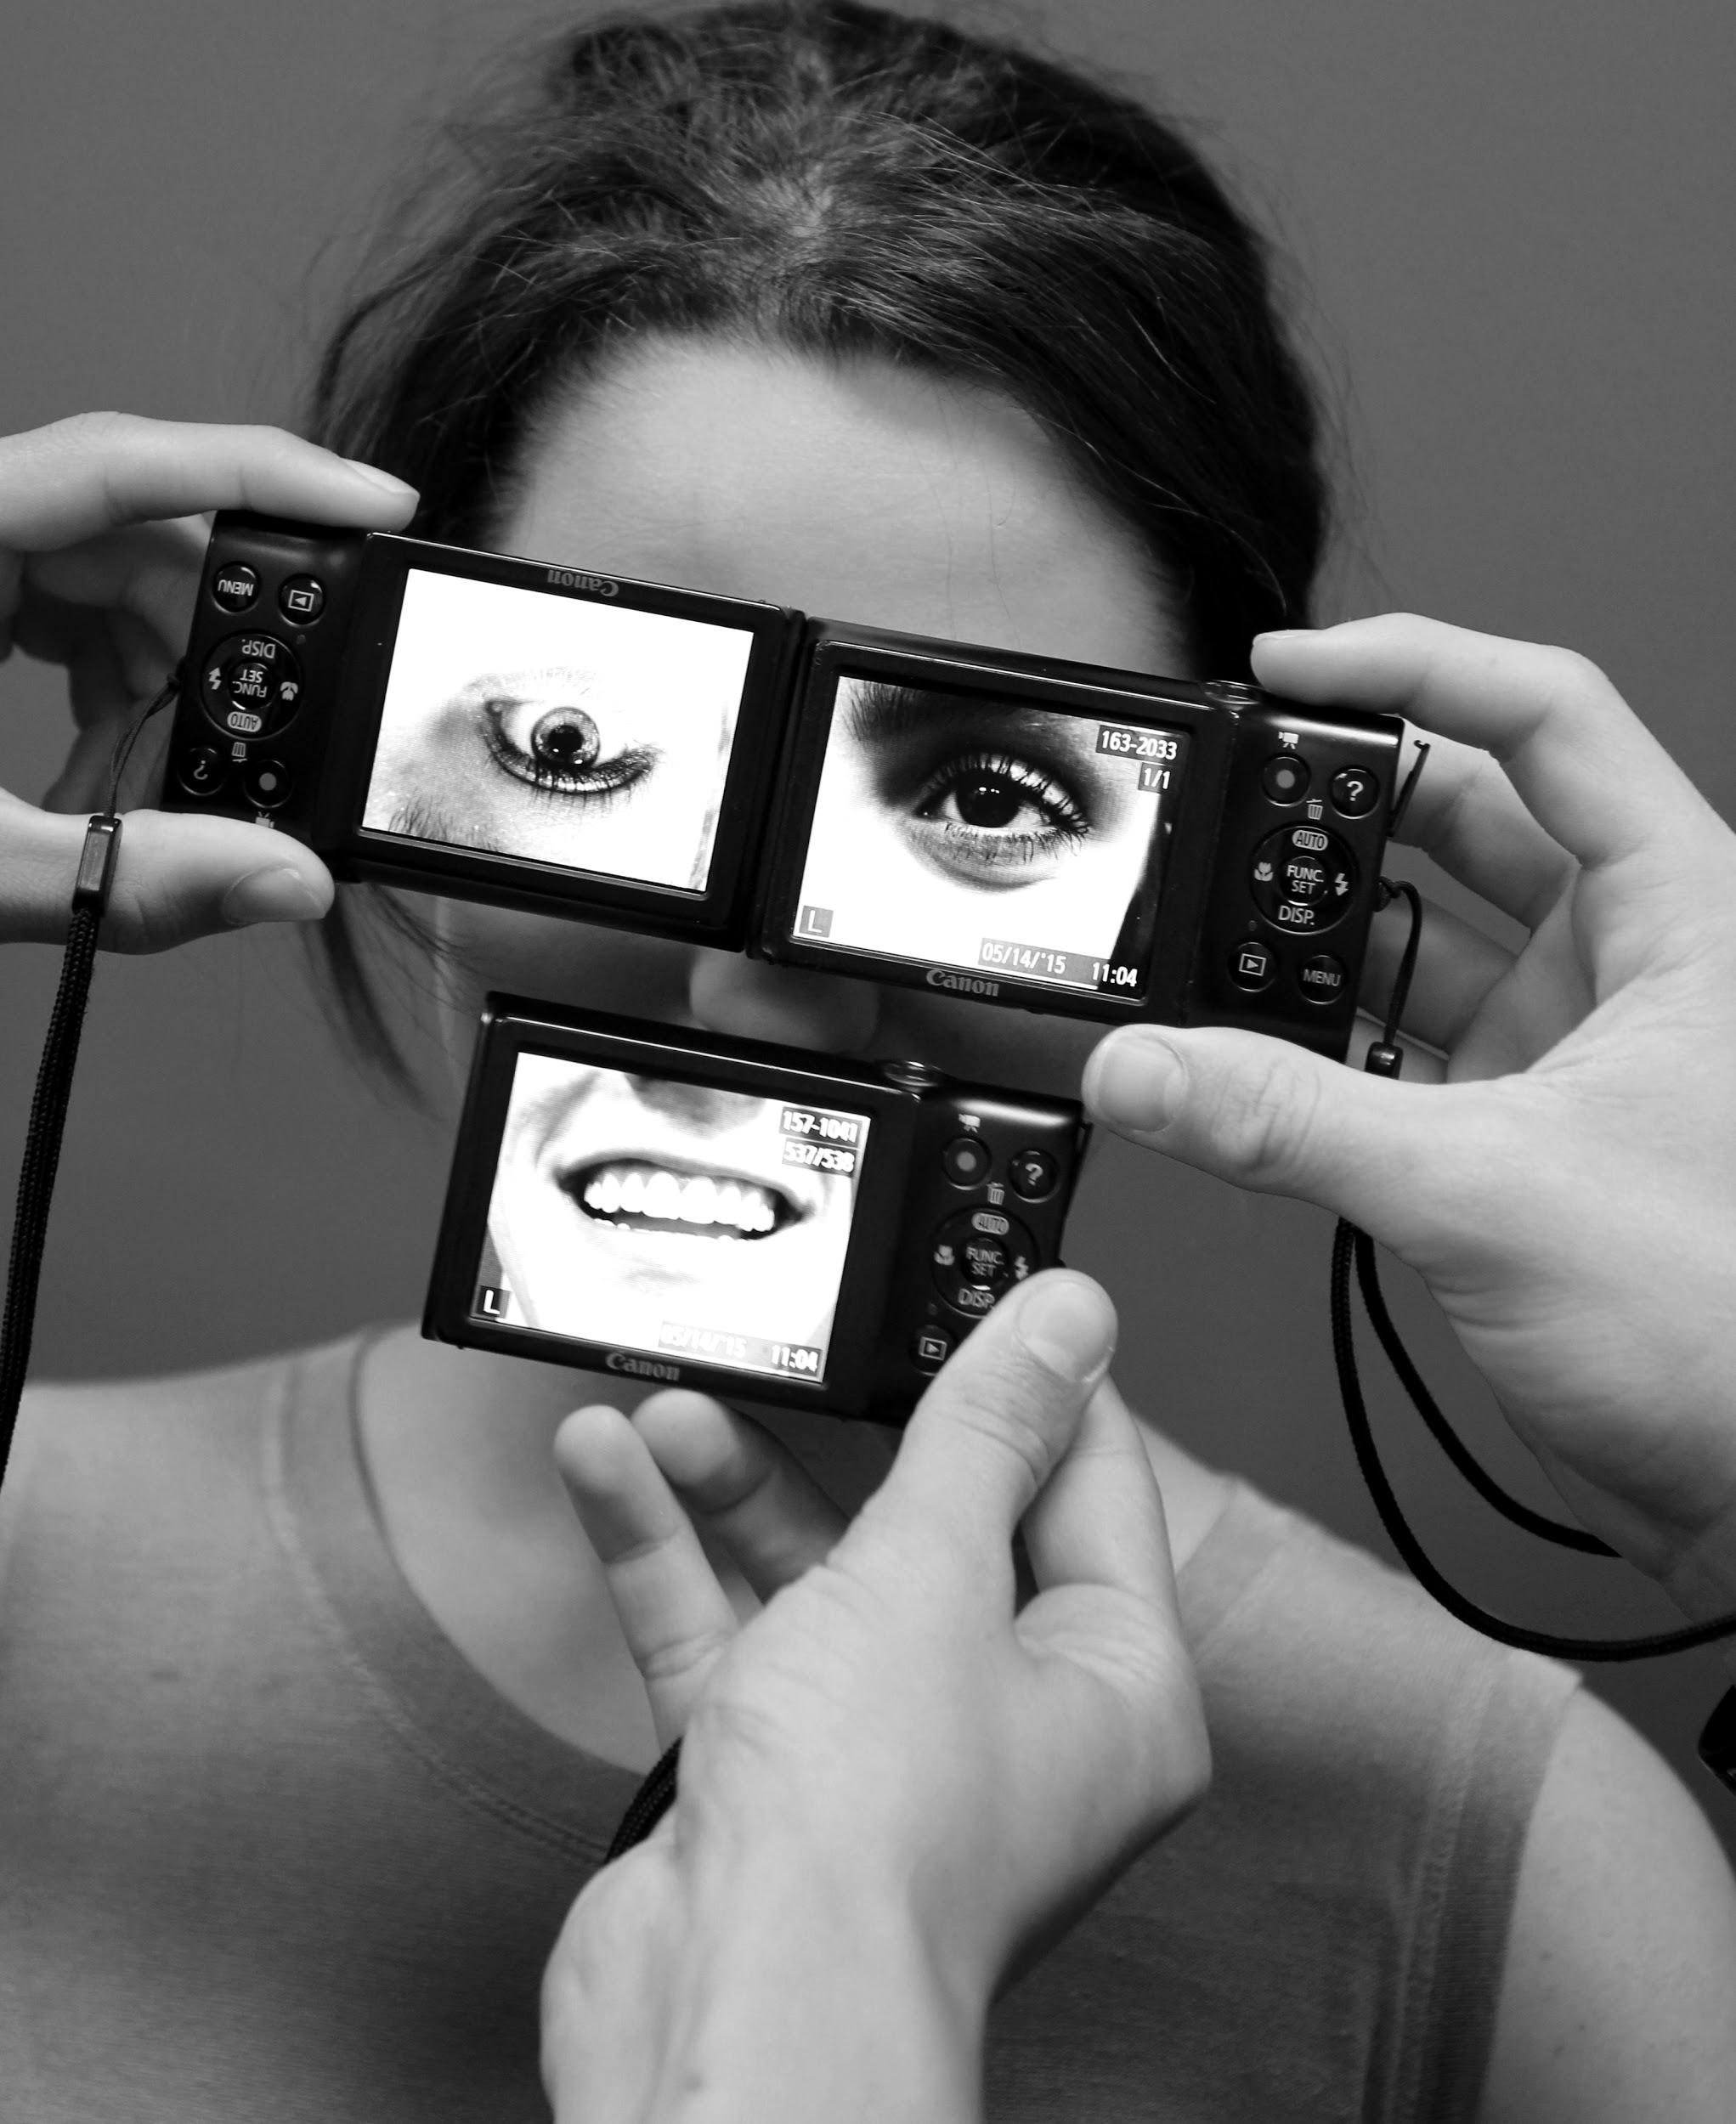 Canon
MENU
DISP.
FUNC.
SET
AUTO
?
163-2033
1/1
L
05/14/'15 11:04
Canon
?
AUTO
FUNC.
SET
DISP.
MENU
157-1041
537/538
L
05/14/'15 11:04
Canon
?
AUTO
FUNC.
SET
DISP.